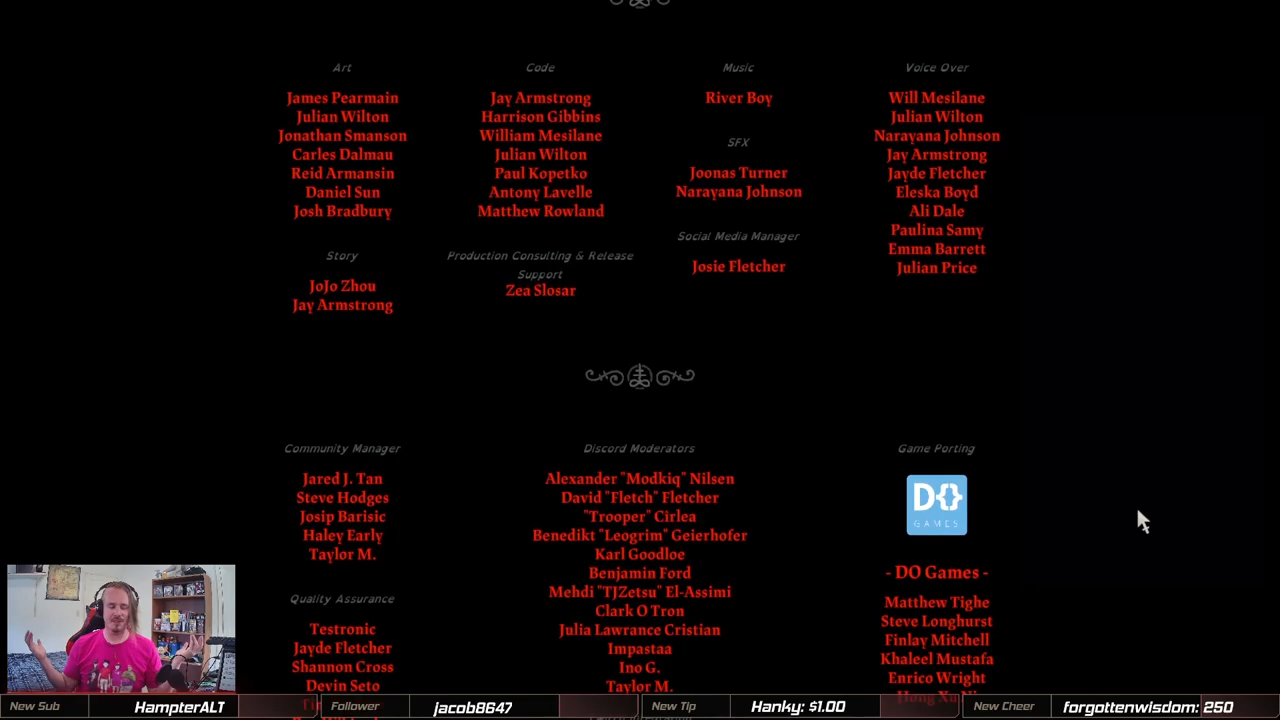 Art
James Pearmain
Julian Wilton
Jonathan Smanson
Carles Dalmau
Reid Armansin
Daniel Sun
Josh Bradbury
Story
JoJo Zhou
Jay Armstrong
Code
Jay Armstrong
Harrison Gibbins
William Mesilane
Julian Wilton
Paul Kopetko
Antony Lavelle
Matthew Rowland
Production Consulting & Release
Support
Zea Slosar
Music
River Boy
SFX
Joonas Turner
Narayana Johnson
Social Media Manager
Josie Fletcher
Voice Over
Will Mesilane
Julian Wilton
Narayana Johnson
Jay Armstrong
Jayde Fletcher
Eleska Boyd
Ali Dale
Paulina Samy
Emma Barrett
Julian Price
Community Manager
Jared J. Tan
Steve Hodges
Josip Barisic
Haley Early
Taylor M.
Quality Assurance
Testronic
Jayde Fletcher
Shannon Cross
Devin Seto
Discord Moderators
Alexander "Modkiq" Nilsen
David "Fletch" Fletcher
"Trooper" Cirlea
Benedikt "Leogrim" Geierhofer
Karl Goodloe
Benjamin Ford
Mehdi "TJZetsu" El-Assimi
Clark O Tron
Julia Lawrance Cristian
Impastaa
Ino G.
Taylor M.
Game Porting
D{}
GAMES
- DO Games -
Matthew Tighe
Steve Longhurst
Finlay Mitchell
Khaleel Mustafa
Enrico Wright
New Sub
HampterALT
Follower
jacob8647
New Tip
Hanky: $1.00
New Cheer
forgottenwisdom: 250